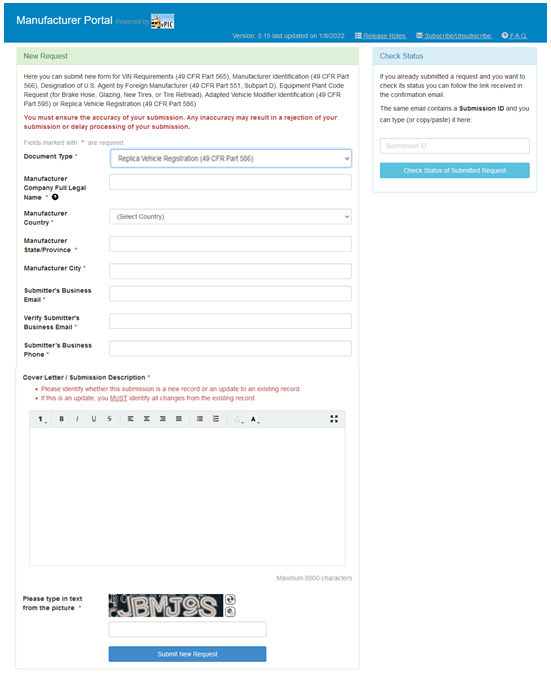 Manufacturer Portal Powered by vPIC
Version: 3.15 last updated on 1/8/2022 Release Notes Subscribe/Unsubscribe F.A.Q.
New Request
Here you can submit new form for VIN Requirements (49 CFR Part 565), Manufacturer Identification (49 CFR Part
566), Designation of U.S. Agent by Foreign Manufacturer (49 CFR Part 551, Subpart D), Equipment Plant Code
Request (for Brake Hose, Glazing, New Tires, or Tire Retread), Adapted Vehicle Modifier Identification (49 CFR
Part 595) or Replica Vehicle Registration (49 CFR Part 586)
You must ensure the accuracy of your submission. Any inaccuracy may result in a rejection of your
submission or delay processing of your submission.
Fields marked with * are required
Document Type *
Replica Vehicle Registration (49 CFR Part 586)
Manufacturer
Company Full Legal
Name * ?
Manufacturer
Country *
(Select Country)
Manufacturer
State/Province *
Manufacturer City *
Submitter's Business
Email *
Verify Submitter's
Business Email *
Submitter's Business
Phone *
Cover Letter / Submission Description *
• Please identify whether this submission is a new record or an update to an existing record.
• If this is an update, you MUST identify all changes from the existing record.
B I U S A
Maximum 8000 characters
Please type in text
from the picture *
JBMJ9S
Submit New Request
Check Status
If you already submitted a request and you want to
check its status you can follow the link received in
the confirmation email.
The same email contains a Submission ID and you
can type (or copy/paste) it here:
Submission ID
Check Status of Submitted Request